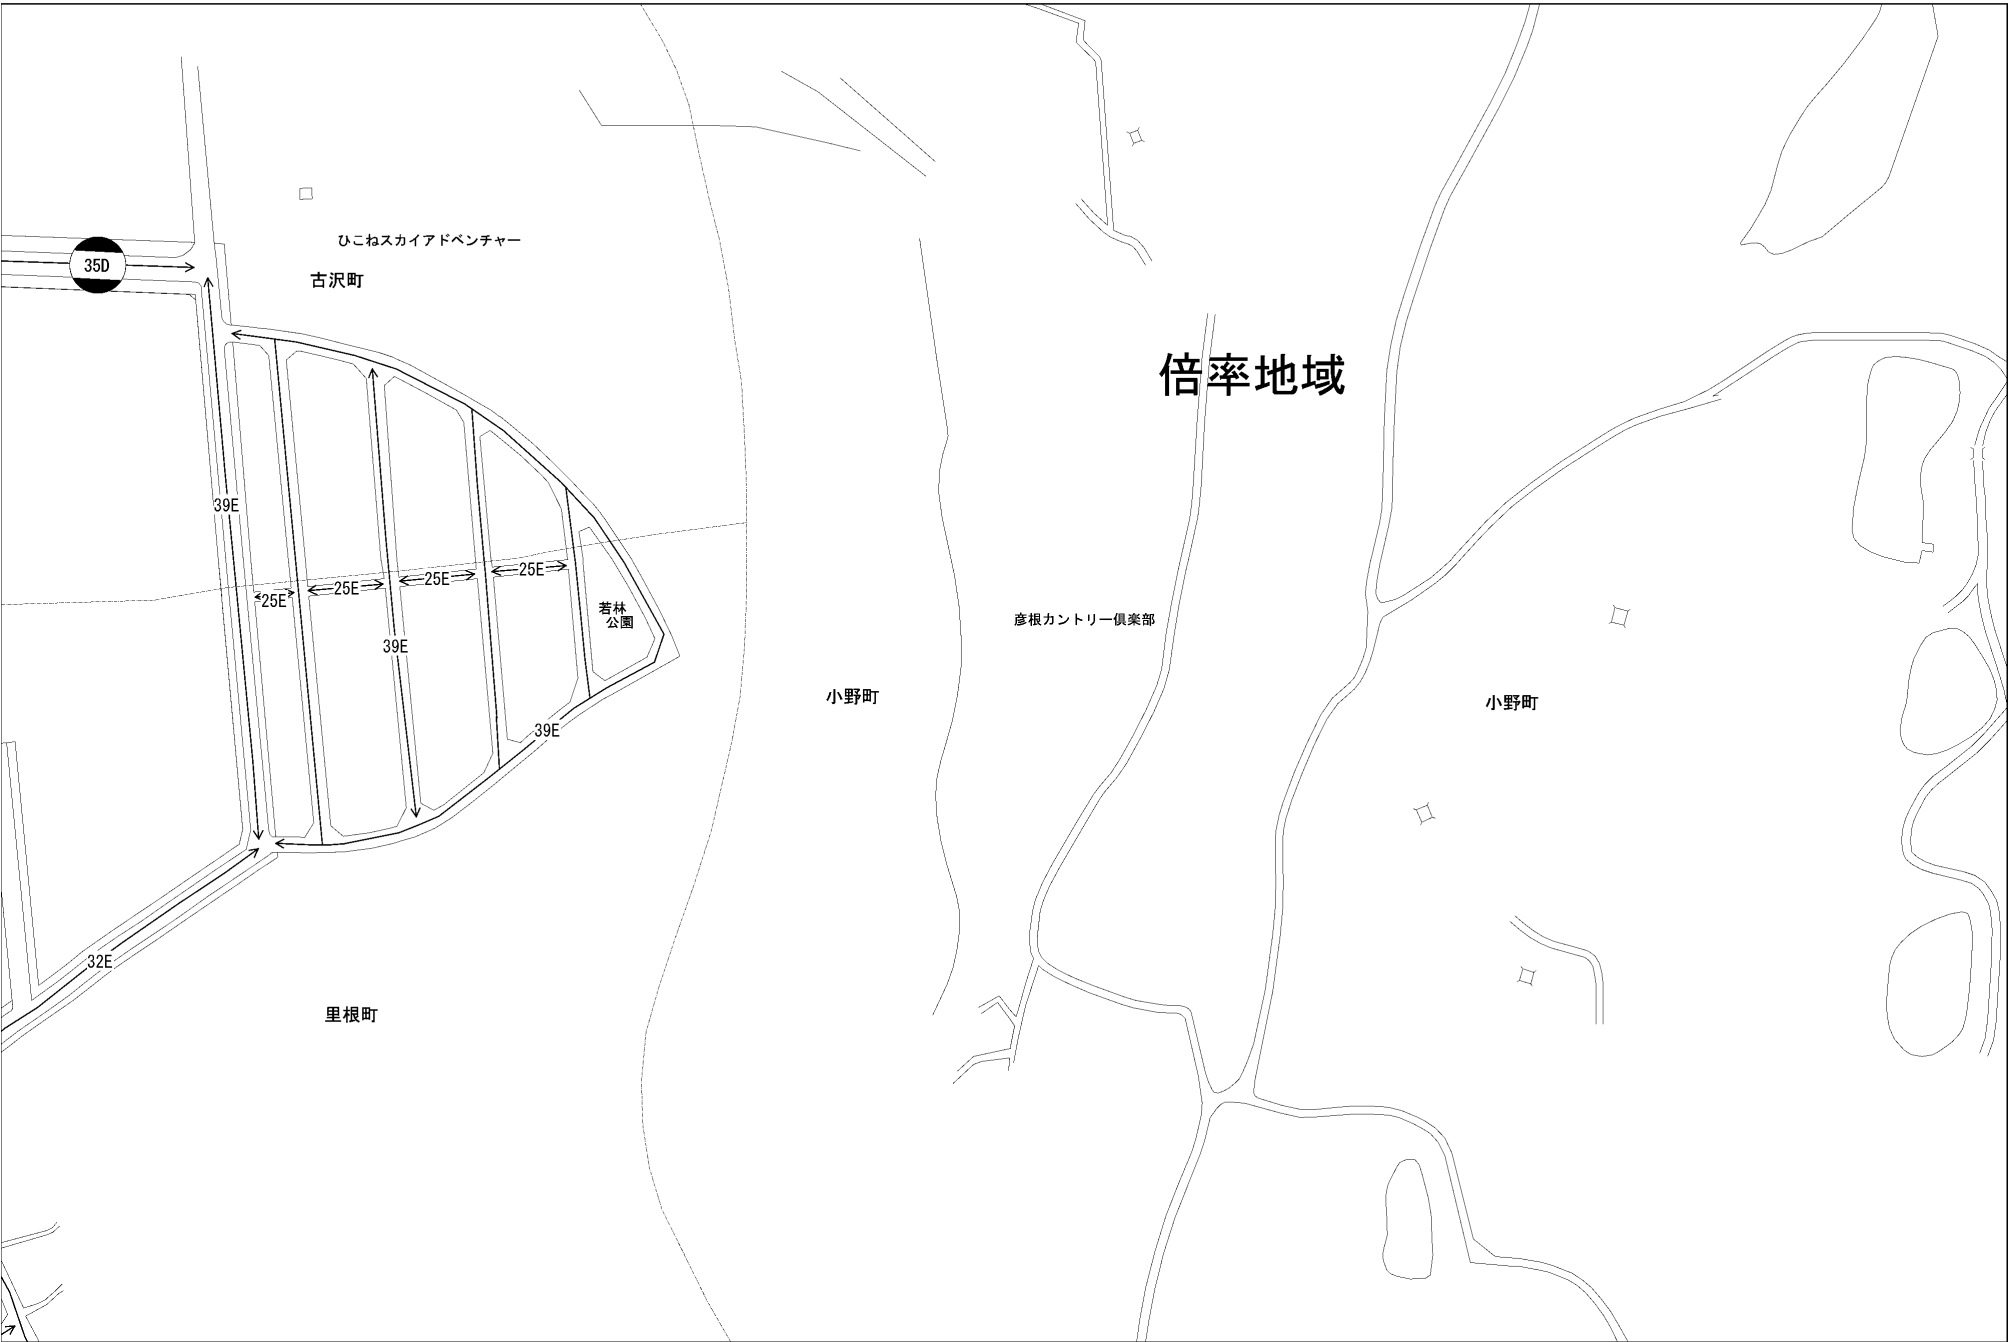 ひこねスカイアドベンチャー
35D
古沢町
倍率地域
39E
25E
25E
25E
25E
若林
公園
彦根カントリー倶楽部
39E
小野町
小野町
39E
32E
里根町